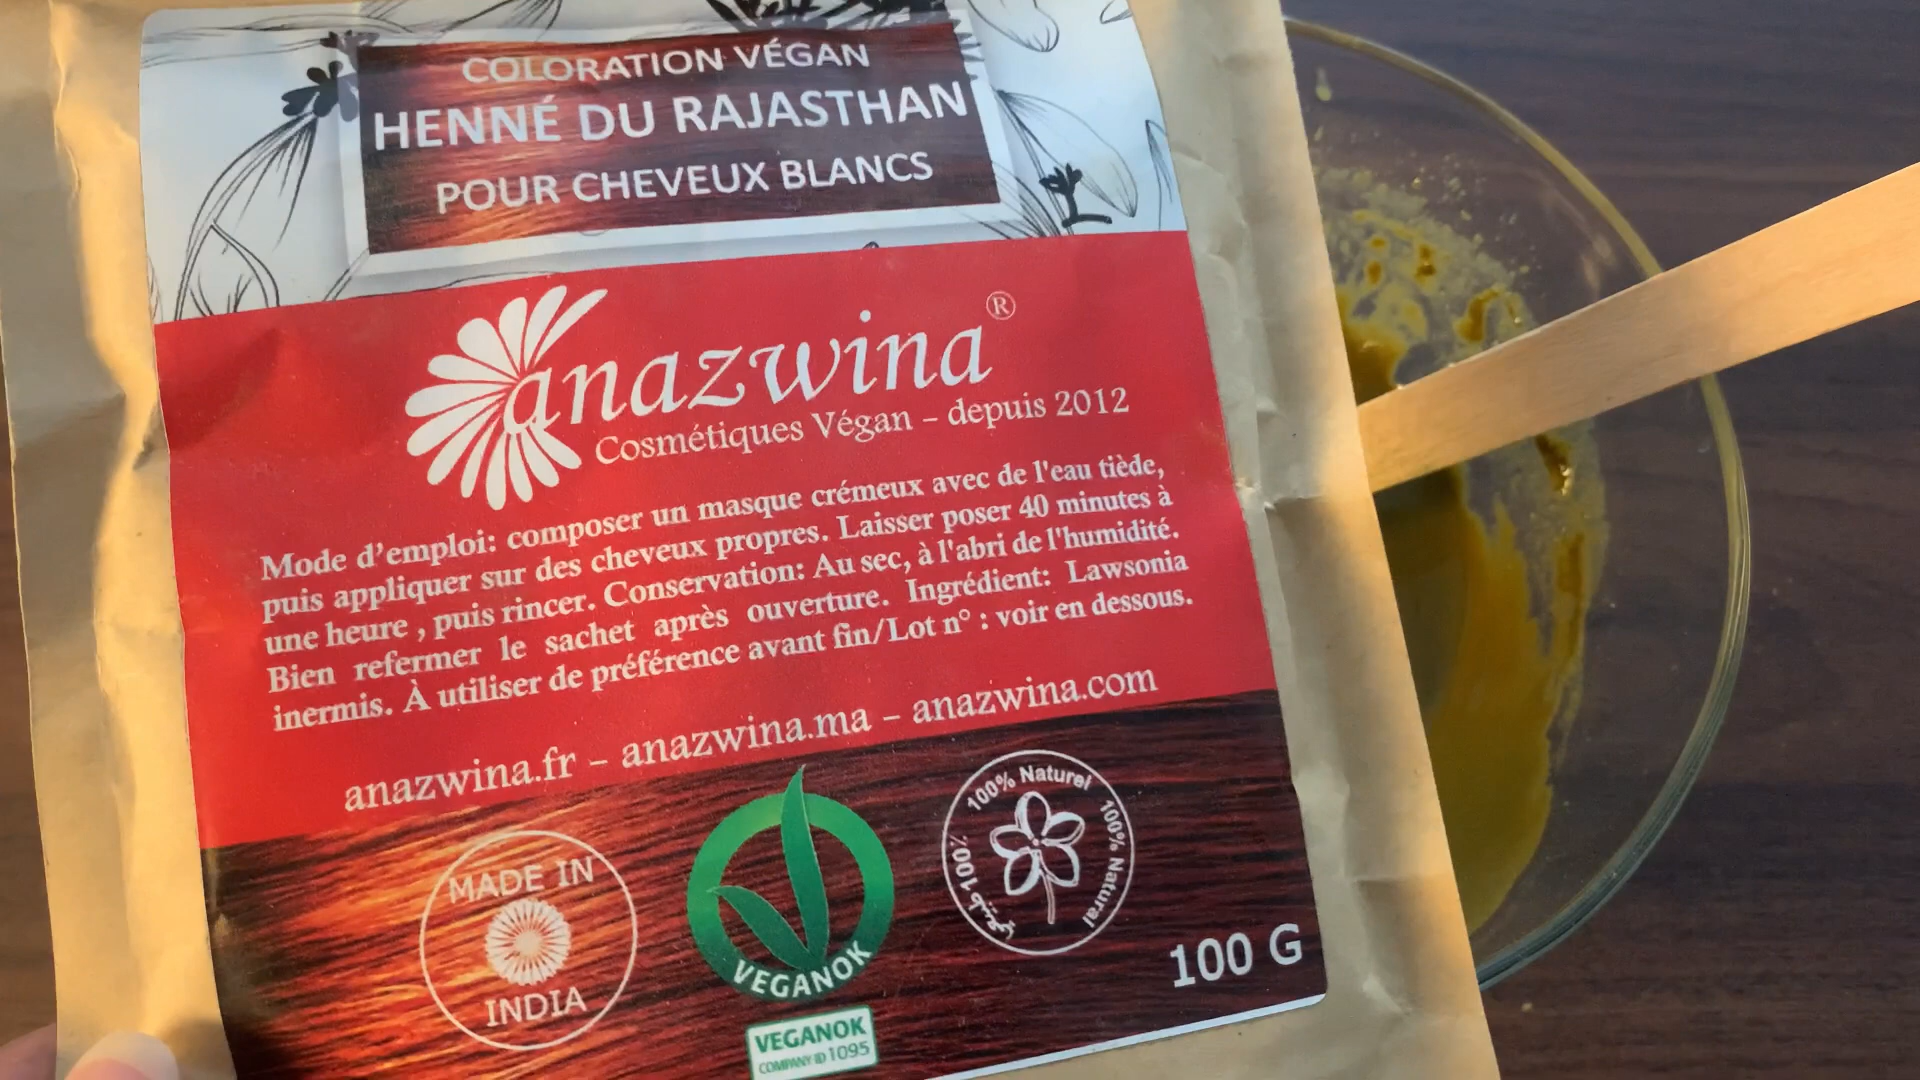 COLORATION VÉGAN
HENNÉ DU RAJASTHAN
POUR CHEVEUX BLANCS
anazwina®
Cosmétiques Végan – depuis 2012
Mode d'emploi: composer un masque crémeux avec de l'eau tiède,
puis appliquer sur des cheveux propres. Laisser poser 40 minutes à
une heure , puis rincer. Conservation: Au sec, à l'abri de l'humidité.
Bien refermer le sachet après ouverture. Ingrédient: Lawsonia
inermis. À utiliser de préférence avant fin/Lot n° : voir en dessous.
anazwina.fr – anazwina.ma – anazwina.com
MADE IN
INDIA
VEGANOK
VEGANOK
COMPANY ID 1095
100% Naturel
100% Natural
طبيعي 100%
100 G